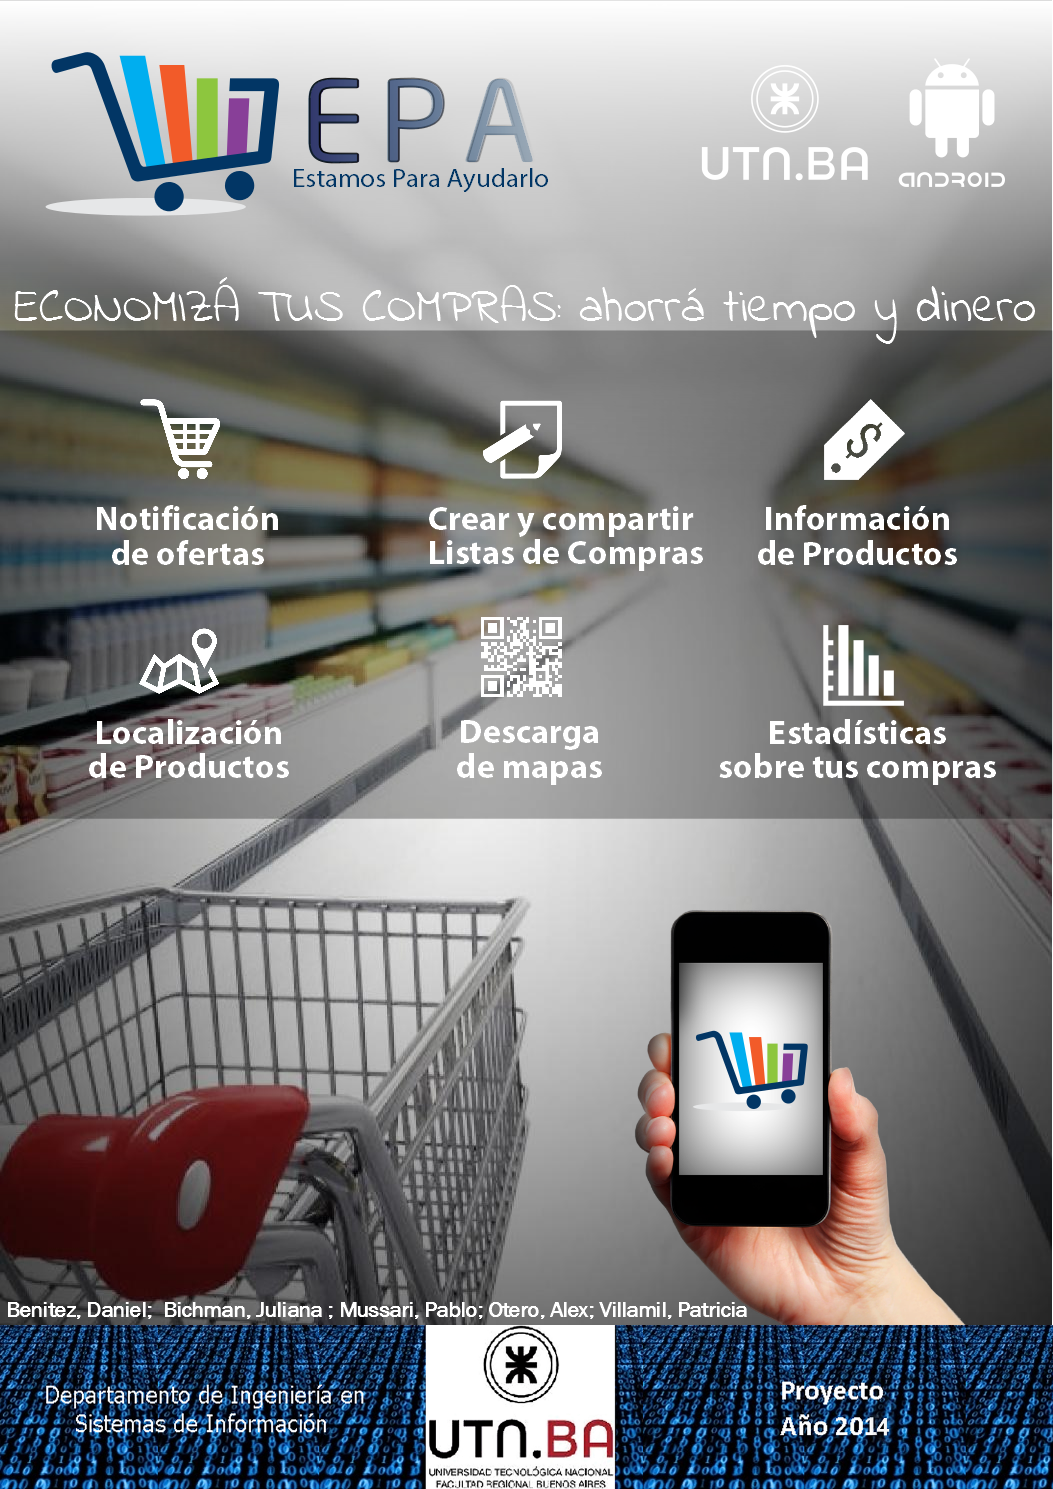 EPA
Estamos Para Ayudarlo
UTN.BA
ANDROID
ECONOMIZÁ TUS COMPRAS: ahorrá tiempo y dinero
Notificación
de ofertas
Crear y compartir
Listas de Compras
$
Información
de Productos
Localización
de Productos
Descarga
de mapas
Estadísticas
sobre tus compras
Benitez, Daniel;  Bichman, Juliana ; Mussari, Pablo; Otero, Alex; Villamil, Patricia
Departamento de Ingeniería en
Sistemas de Información
UTN.BA
UNIVERSIDAD TECNOLÓGICA NACIONAL
FACULTAD REGIONAL BUENOS AIRES
Proyecto
Año 2014